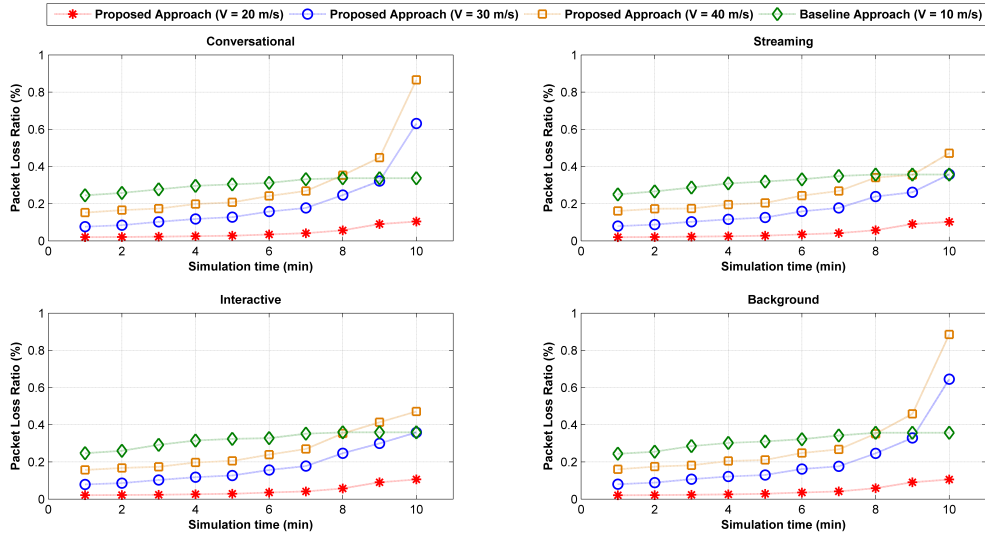 Proposed Approach (V = 20 m/s) Proposed Approach (V = 30 m/s) Proposed Approach (V = 40 m/s) Baseline Approach (V = 10 m/s)
Conversational
Packet Loss Ratio (%)
1
0.8
0.6
0.4
0.2
0
0 2 4 6 8 10
Simulation time (min)
Streaming
Packet Loss Ratio (%)
1
0.8
0.6
0.4
0.2
0
0 2 4 6 8 10
Simulation time (min)
Interactive
Packet Loss Ratio (%)
1
0.8
0.6
0.4
0.2
0
0 2 4 6 8 10
Simulation time (min)
Background
Packet Loss Ratio (%)
1
0.8
0.6
0.4
0.2
0
0 2 4 6 8 10
Simulation time (min)